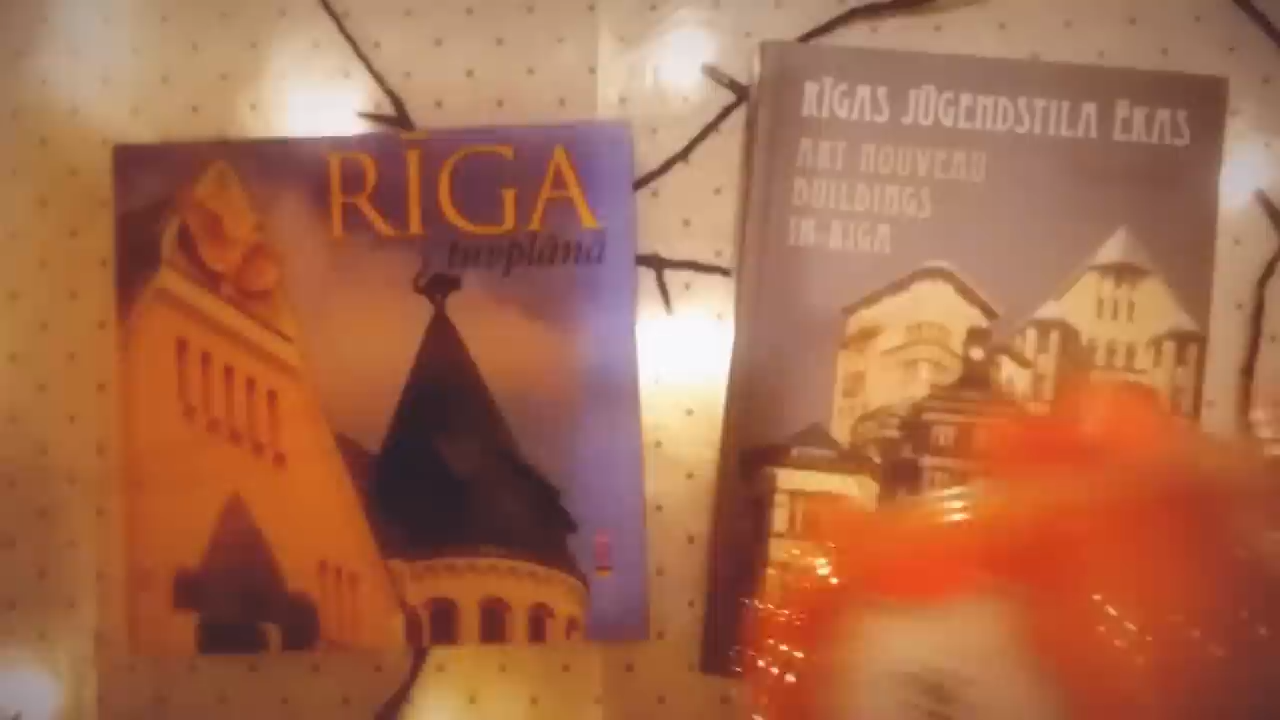 RĪGA
tuvplānā
RĪGAS JŪGENDSTILA ĒKAS
ART NOUVEAU
BUILDINGS
IN RIGA